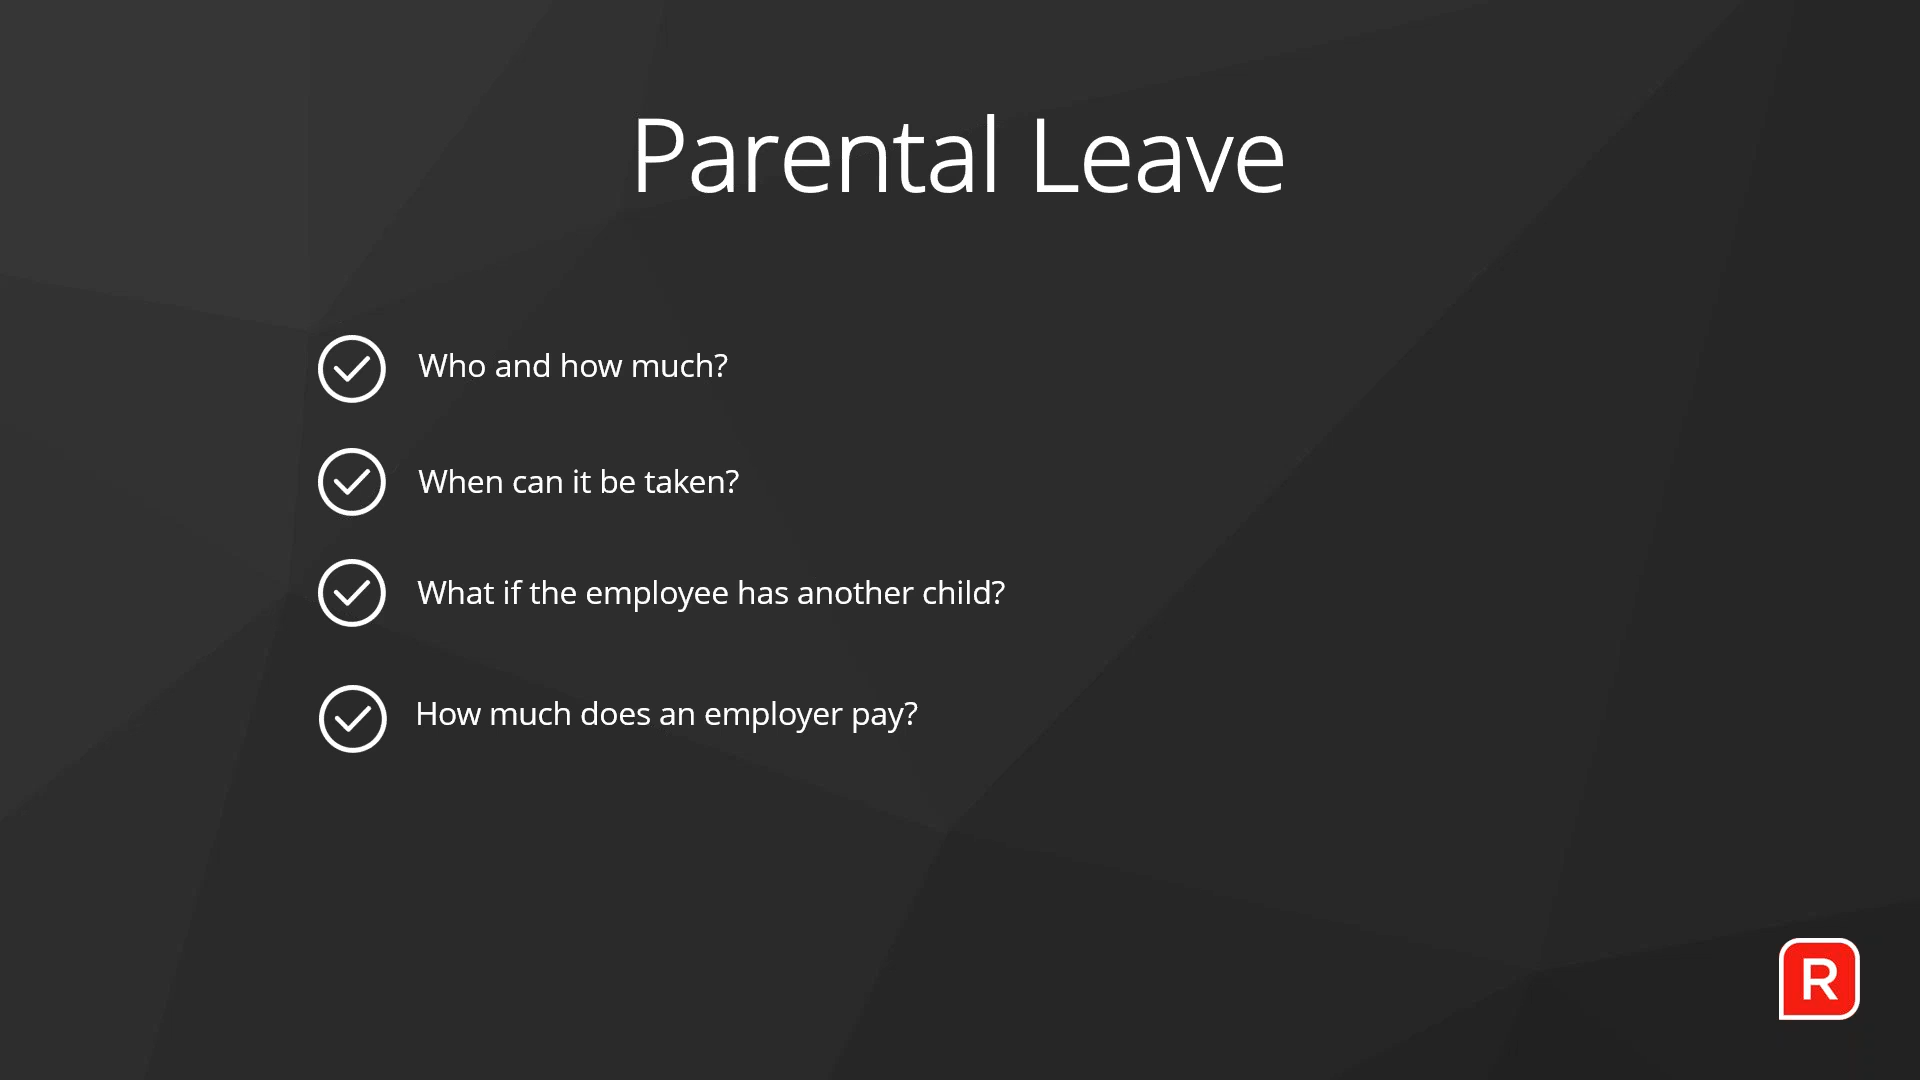 Parental Leave
Who and how much?
When can it be taken?
What if the employee has another child?
How much does an employer pay?
R